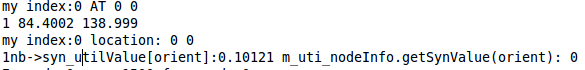 my index:0 AT 0 0
1 84.4002 138.999
my index:0 location: 0 0
1nb->syn_utilValue[orient]:0.10121 m_uti_nodeInfo.getSynValue(orient): 0